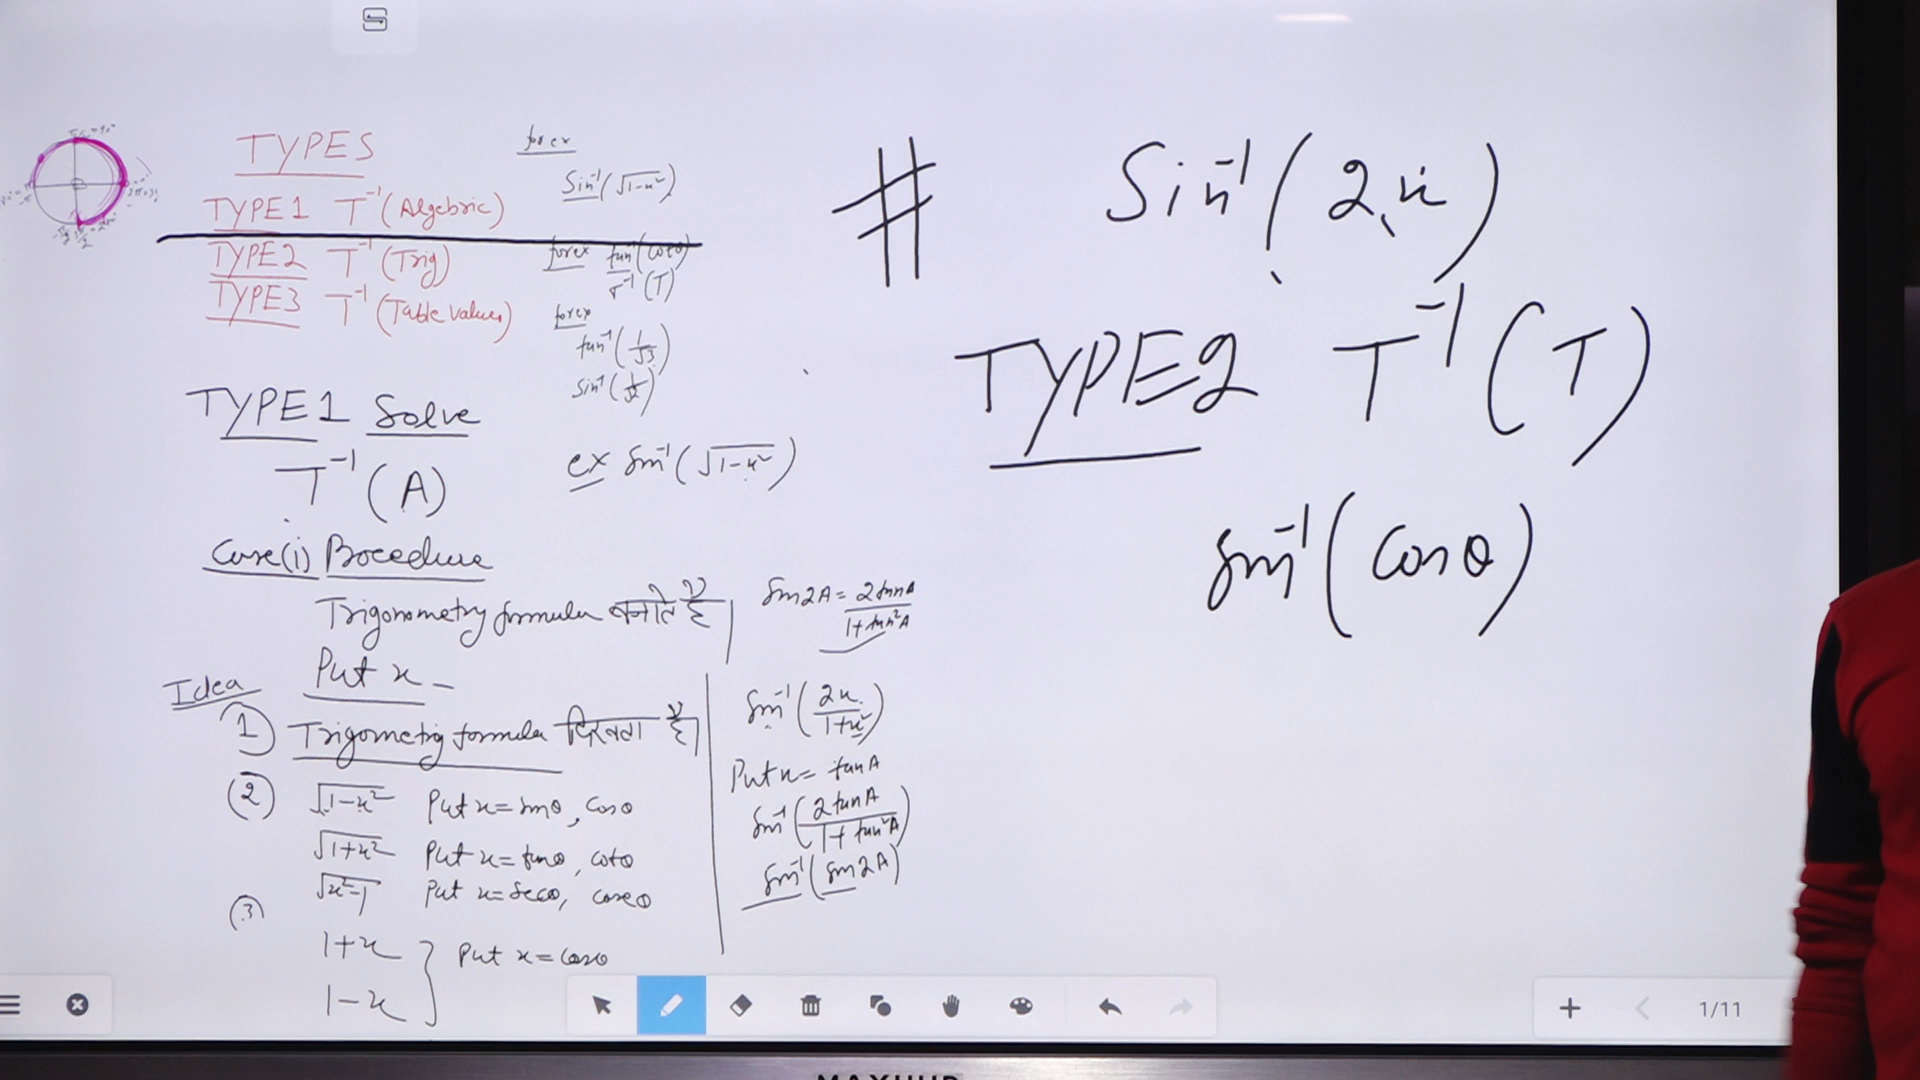 TYPES
for ex
Sin⁻¹(√1-x²)
TYPE1 T⁻¹(Algebric)
TYPE2 T⁻¹(Trig)
forex tan⁻¹(cotθ)
T⁻¹(T)
TYPE3 T⁻¹(Table values)
forex
tan⁻¹(1/√3)
sin⁻¹(1/√2)
TYPE1 Solve
T⁻¹(A)
ex sin⁻¹(√1-x²)
Case(i) Procedure
Trigonometry formula बनाते है।
Put x -
Idea
1) Trigometry formula दिखता है।
(2) √1-x² Put x=sinθ, cosθ
√1+x² Put x=tanθ, cotθ
√x²-1 Put x=secθ, cosecθ
(3)
1+x
1-x } Put x=cosθ
sin2A = 2tanA/1+tan²A
sin⁻¹(2x/1+x²)
Put x= tanA
sin⁻¹(2tanA/1+tan²A)
sin⁻¹(sin2A)
# Sin⁻¹(2x)
TYPE2 T⁻¹(T)
sin⁻¹(cosθ)
1/11